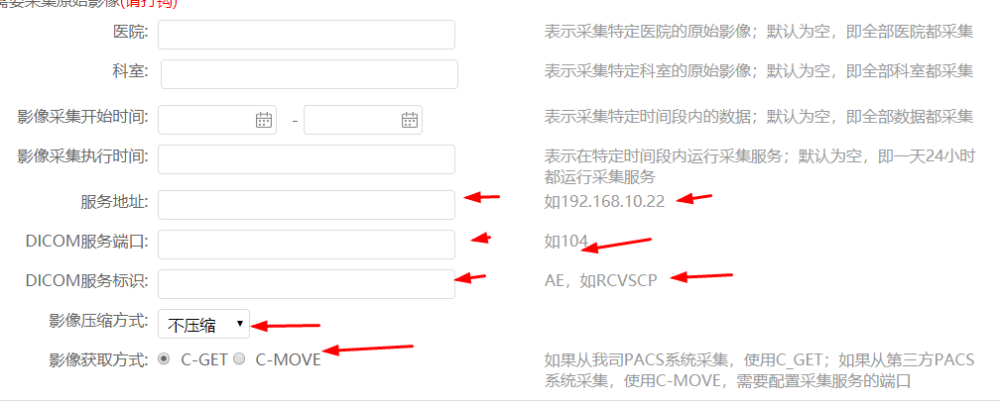 需要采集原始影像(请打钩)
医院: 表示采集特定医院的原始影像；默认为空，即全部医院都采集
科室: 表示采集特定科室的原始影像；默认为空，即全部科室都采集
影像采集开始时间: - 表示采集特定时间段内的数据；默认为空，即全部数据都采集
影像采集执行时间: 表示在特定时间段内运行采集服务；默认为空，即一天24小时
都运行采集服务
服务地址: 如192.168.10.22
DICOM服务端口: 如104
DICOM服务标识: AE，如RCVSCP
影像压缩方式: 不压缩
影像获取方式: C-GET C-MOVE 如果从我司PACS系统采集，使用C_GET；如果从第三方PACS
系统采集，使用C-MOVE，需要配置采集服务的端口